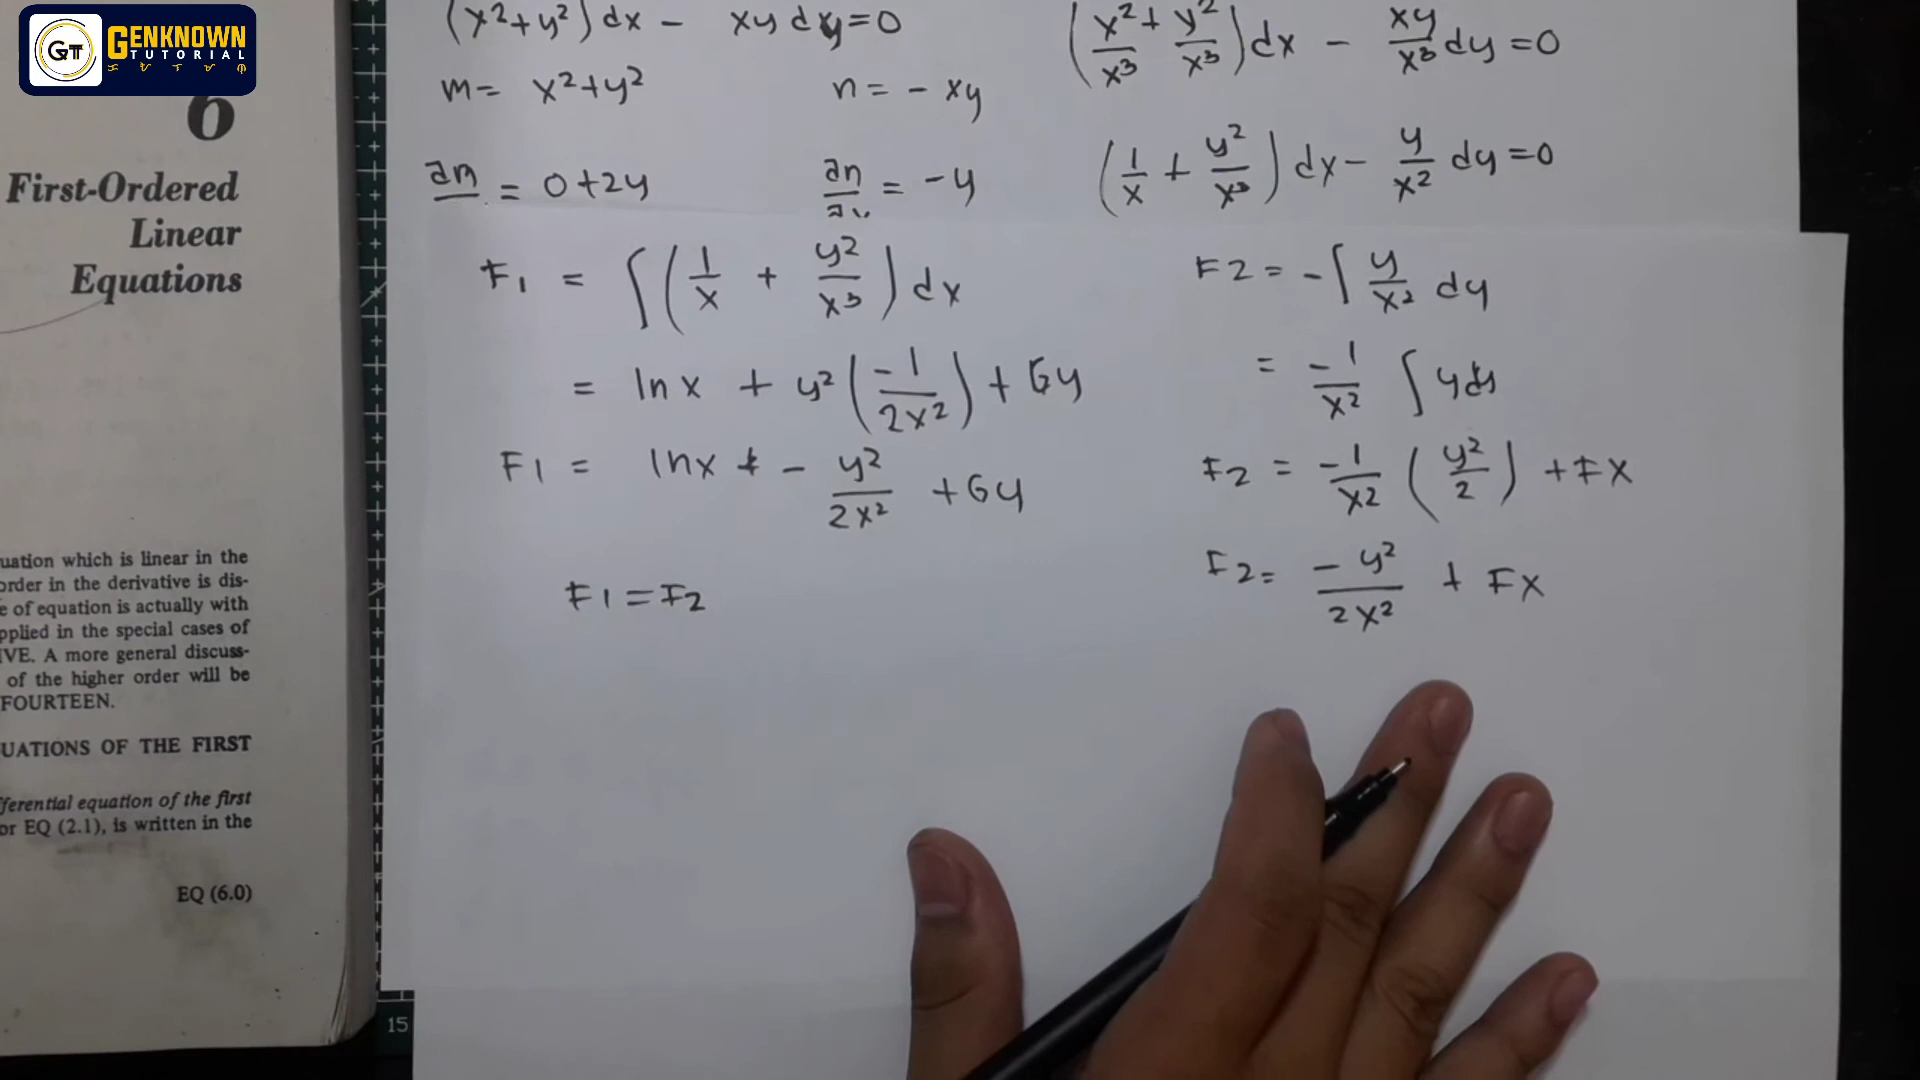 GT GENKNOWN
TUTORIAL
6
First-Ordered
Linear
Equations
uation which is linear in the
order in the derivative is dis-
e of equation is actually with
pplied in the special cases of
IVE. A more general discuss-
of the higher order will be
FOURTEEN.
UATIONS OF THE FIRST
fferential equation of the first
or EQ (2.1), is written in the
EQ (6.0)
15
(x²+y²)dx - xy dy=0
m= x²+y²
n= - xy
∂m/ = 0+2y
∂n/∂x = -y
(x²/x³ + y²/x³)dx - xy/x³ dy =0
(1/x + y²/x³)dx - y/x² dy =0
F1 = ∫(1/x + y²/x³)dx
= ln x + y²(-1/2x²) + Gy
F1 = lnx - y²/2x² + Gy
F1 = F2
F2 = -∫ y/x² dy
= -1/x² ∫ y dy
F2 = -1/x² (y²/2) + FX
F2 = -y²/2x² + FX